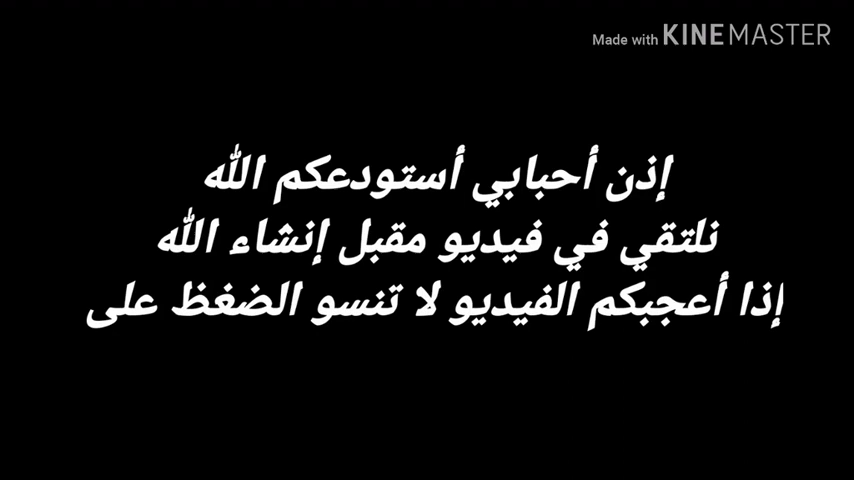 Made with KINEMASTER
إذن أحبابي أستودعكم الله
نلتقي في فيديو مقبل إنشاء الله
إذا أعجبكم الفيديو لا تنسو الضغظ على